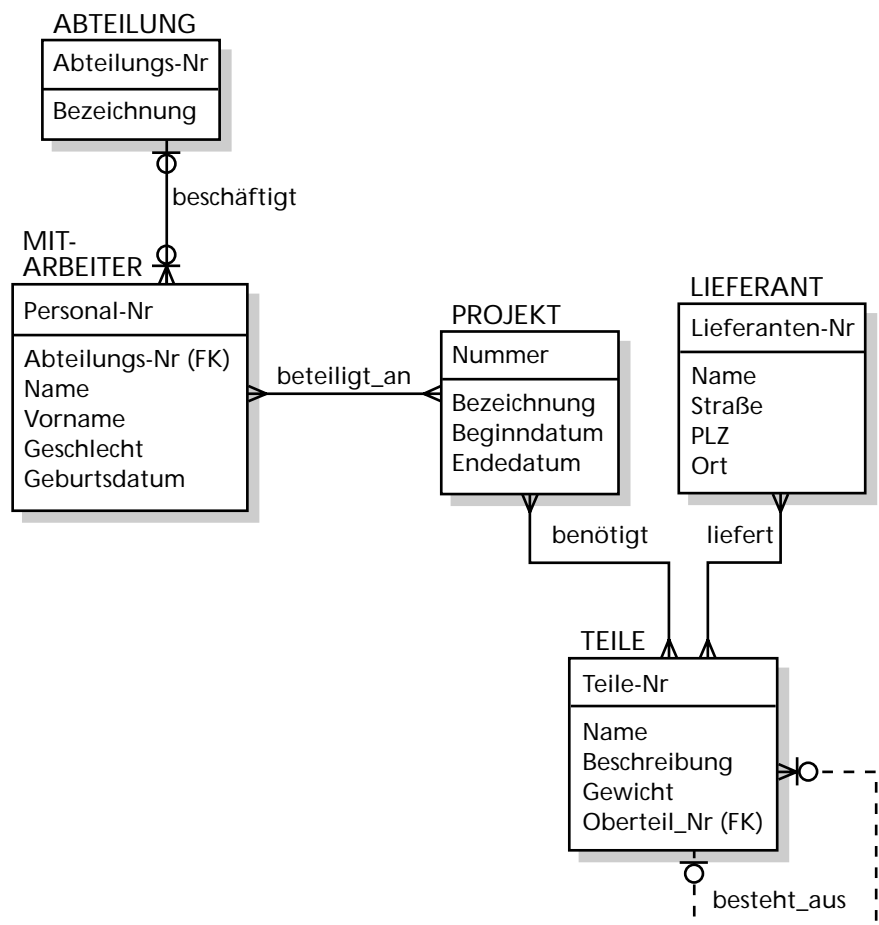 ABTEILUNG
Abteilungs-Nr
Bezeichnung
beschäftigt
MIT-
ARBEITER
Personal-Nr
Abteilungs-Nr (FK)
Name
Vorname
Geschlecht
Geburtsdatum
beteiligt_an
PROJEKT
Nummer
Bezeichnung
Beginndatum
Endedatum
LIEFERANT
Lieferanten-Nr
Name
Straße
PLZ
Ort
benötigt
liefert
TEILE
Teile-Nr
Name
Beschreibung
Gewicht
Oberteil_Nr (FK)
besteht_aus